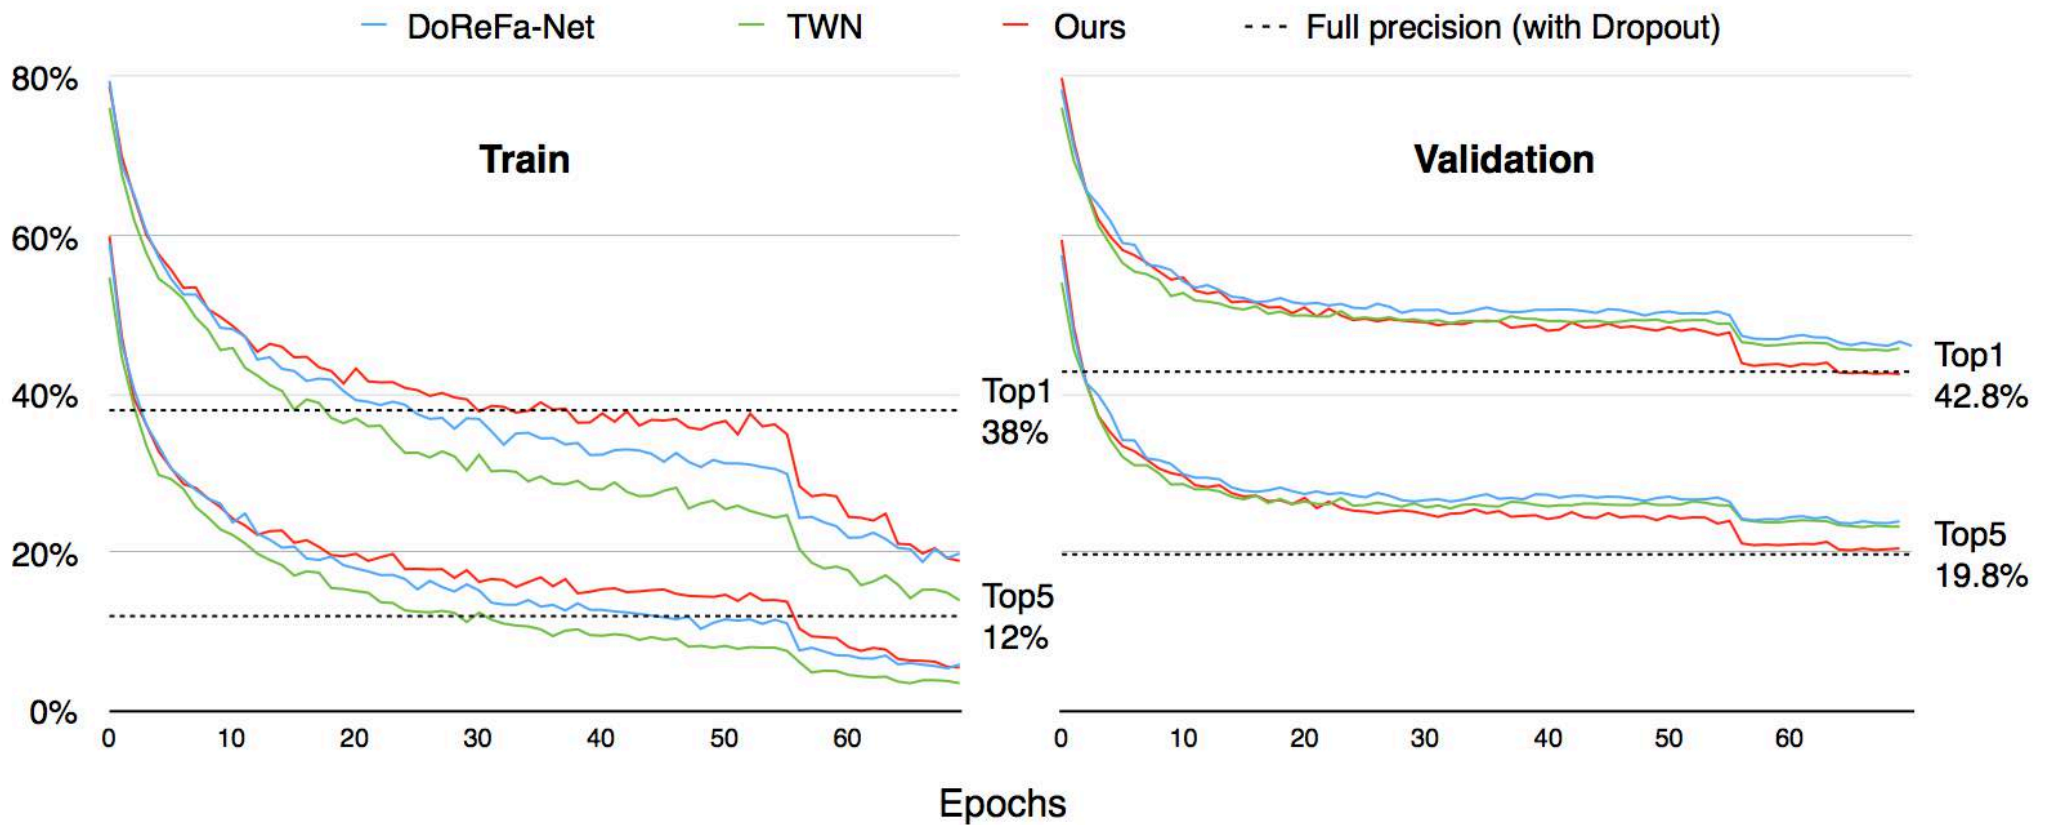 DoReFa-Net TWN Ours Full precision (with Dropout)
80%
60%
40%
20%
0%
Train
Top1
38%
Top5
12%
0 10 20 30 40 50 60
Validation
Top1
42.8%
Top5
19.8%
0 10 20 30 40 50 60
Epochs